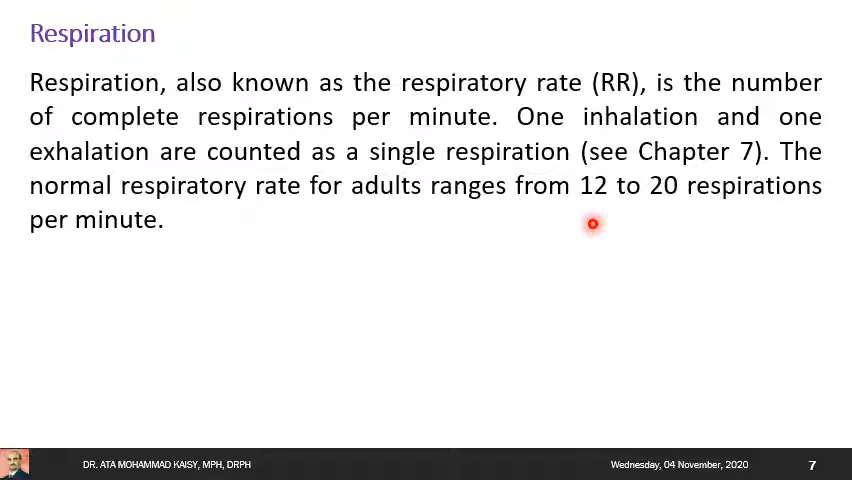 Respiration
Respiration, also known as the respiratory rate (RR), is the number
of complete respirations per minute. One inhalation and one
exhalation are counted as a single respiration (see Chapter 7). The
normal respiratory rate for adults ranges from 12 to 20 respirations
per minute.
DR. ATA MOHAMMAD KAISY, MPH, DRPH
Wednesday, 04 November, 2020
7